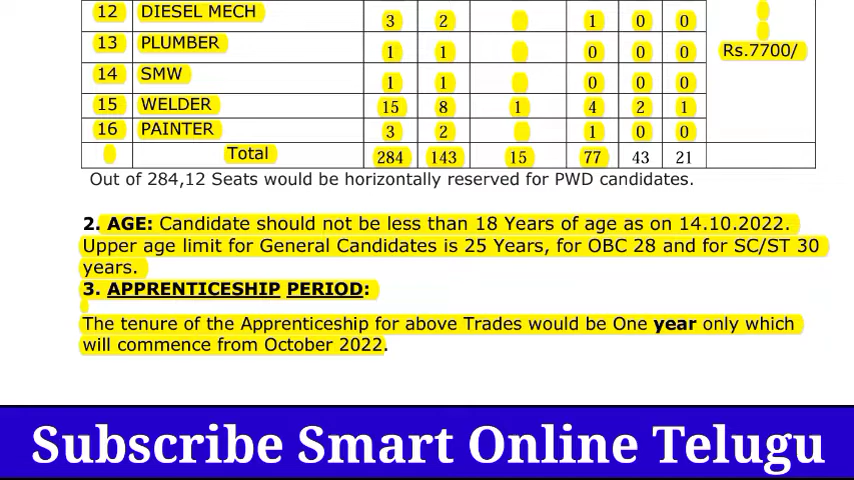 12 DIESEL MECH 3 2 1 0 0
13 PLUMBER 1 1 0 0 0 Rs.7700/
14 SMW 1 1 0 0 0
15 WELDER 15 8 1 4 2 1
16 PAINTER 3 2 1 0 0
Total 284 143 15 77 43 21
Out of 284,12 Seats would be horizontally reserved for PWD candidates.
2. AGE: Candidate should not be less than 18 Years of age as on 14.10.2022.
Upper age limit for General Candidates is 25 Years, for OBC 28 and for SC/ST 30
years.
3. APPRENTICESHIP PERIOD:
The tenure of the Apprenticeship for above Trades would be One year only which
will commence from October 2022.
Subscribe Smart Online Telugu